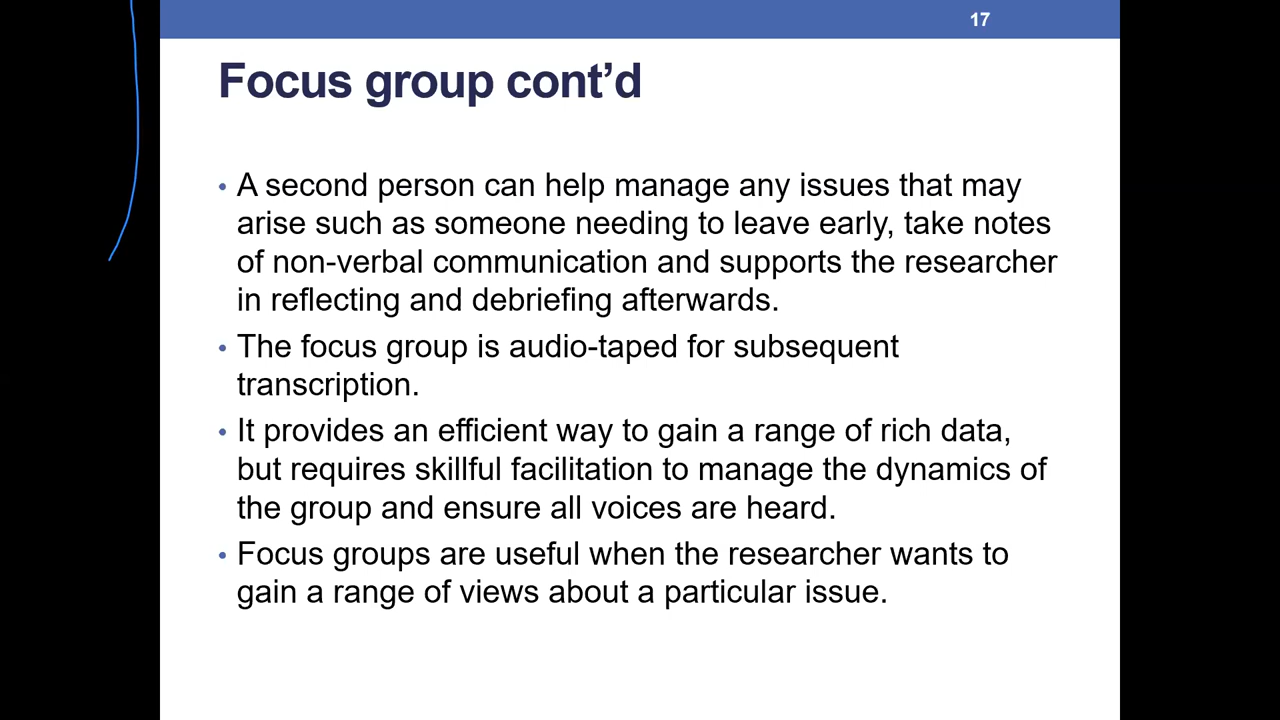 17
Focus group cont’d
• A second person can help manage any issues that may
arise such as someone needing to leave early, take notes
of non-verbal communication and supports the researcher
in reflecting and debriefing afterwards.
• The focus group is audio-taped for subsequent
transcription.
• It provides an efficient way to gain a range of rich data,
but requires skillful facilitation to manage the dynamics of
the group and ensure all voices are heard.
• Focus groups are useful when the researcher wants to
gain a range of views about a particular issue.